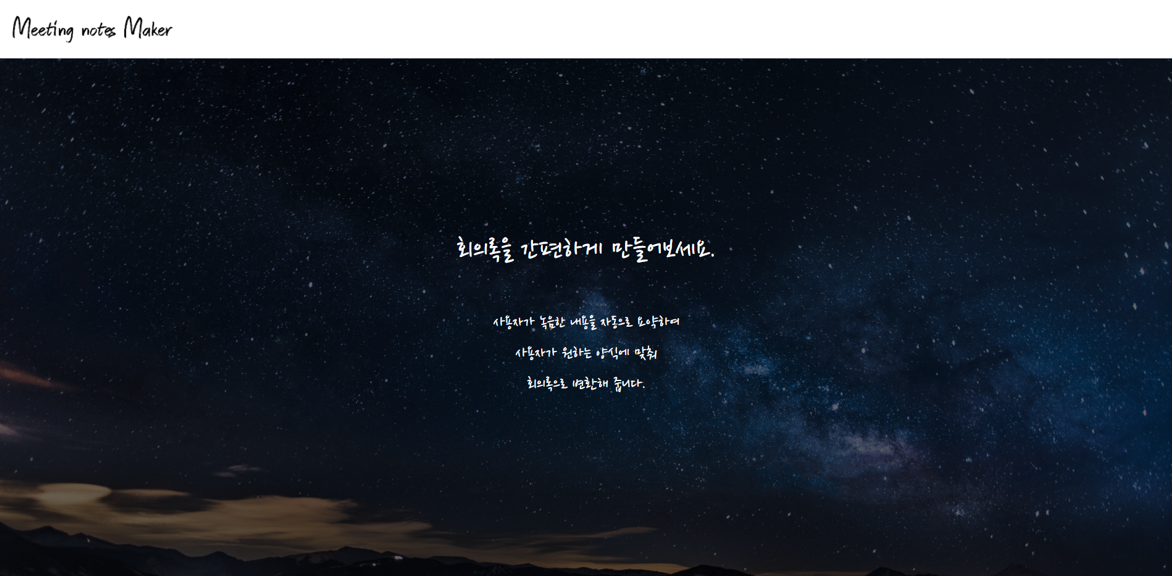 Meeting notes Maker
회의록을 간편하게 만들어보세요.
사용자가 녹음한 내용을 자동으로 요약하여
사용자가 원하는 양식에 맞춰
회의록으로 변환해 줍니다.